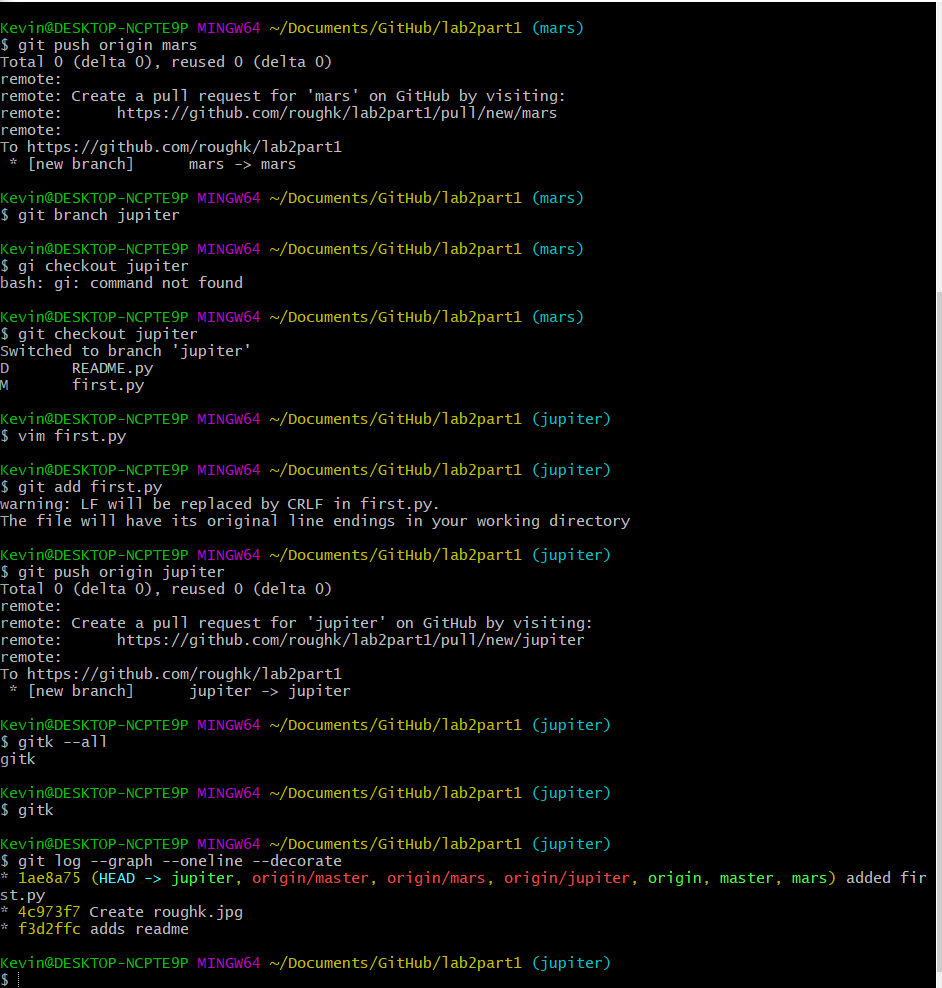 Kevin@DESKTOP-NCPTE9P MINGW64 ~/Documents/GitHub/lab2part1 (mars)
$ git push origin mars
Total 0 (delta 0), reused 0 (delta 0)
remote:
remote: Create a pull request for 'mars' on GitHub by visiting:
remote:      https://github.com/roughk/lab2part1/pull/new/mars
remote:
To https://github.com/roughk/lab2part1
 * [new branch]      mars -> mars
Kevin@DESKTOP-NCPTE9P MINGW64 ~/Documents/GitHub/lab2part1 (mars)
$ git branch jupiter
Kevin@DESKTOP-NCPTE9P MINGW64 ~/Documents/GitHub/lab2part1 (mars)
$ gi checkout jupiter
bash: gi: command not found
Kevin@DESKTOP-NCPTE9P MINGW64 ~/Documents/GitHub/lab2part1 (mars)
$ git checkout jupiter
Switched to branch 'jupiter'
D       README.py
M       first.py
Kevin@DESKTOP-NCPTE9P MINGW64 ~/Documents/GitHub/lab2part1 (jupiter)
$ vim first.py
Kevin@DESKTOP-NCPTE9P MINGW64 ~/Documents/GitHub/lab2part1 (jupiter)
$ git add first.py
warning: LF will be replaced by CRLF in first.py.
The file will have its original line endings in your working directory
Kevin@DESKTOP-NCPTE9P MINGW64 ~/Documents/GitHub/lab2part1 (jupiter)
$ git push origin jupiter
Total 0 (delta 0), reused 0 (delta 0)
remote:
remote: Create a pull request for 'jupiter' on GitHub by visiting:
remote:      https://github.com/roughk/lab2part1/pull/new/jupiter
remote:
To https://github.com/roughk/lab2part1
 * [new branch]      jupiter -> jupiter
Kevin@DESKTOP-NCPTE9P MINGW64 ~/Documents/GitHub/lab2part1 (jupiter)
$ gitk --all
gitk
Kevin@DESKTOP-NCPTE9P MINGW64 ~/Documents/GitHub/lab2part1 (jupiter)
$ gitk
Kevin@DESKTOP-NCPTE9P MINGW64 ~/Documents/GitHub/lab2part1 (jupiter)
$ git log --graph --oneline --decorate
* 1ae8a75 (HEAD -> jupiter, origin/master, origin/mars, origin/jupiter, origin, master, mars) added fir
st.py
* 4c973f7 Create roughk.jpg
* f3d2ffc adds readme
Kevin@DESKTOP-NCPTE9P MINGW64 ~/Documents/GitHub/lab2part1 (jupiter)
$